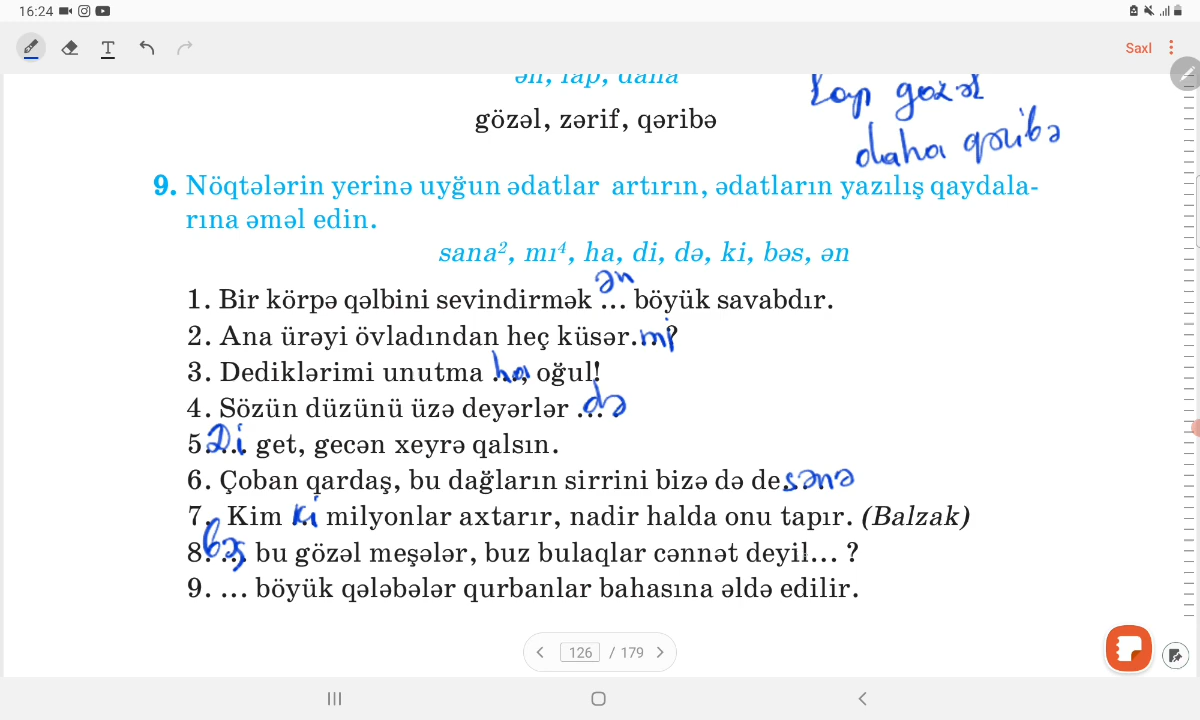 16:24
Saxl
ən, lap, daha
Lap gozəl
gözəl, zərif, qəribə
daha qəribə
9. Nöqtələrin yerinə uyğun ədatlar artırın, ədatların yazılış qaydala-
rına əməl edin.
sana², mı⁴, ha, di, də, ki, bəs, ən
ən
1. Bir körpə qəlbini sevindirmək ... böyük savabdır.
2. Ana ürəyi övladından heç küsər...mi?
3. Dediklərimi unutma ... ha, oğul!
4. Sözün düzünü üzə deyərlər ... də
5. ... Di get, gecən xeyrə qalsın.
6. Çoban qardaş, bu dağların sirrini bizə də de...sənə
7. Kim ... ki milyonlar axtarır, nadir halda onu tapır. (Balzak)
8. ... bəs bu gözəl meşələr, buz bulaqlar cənnət deyil... ?
9. ... böyük qələbələr qurbanlar bahasına əldə edilir.
126 / 179